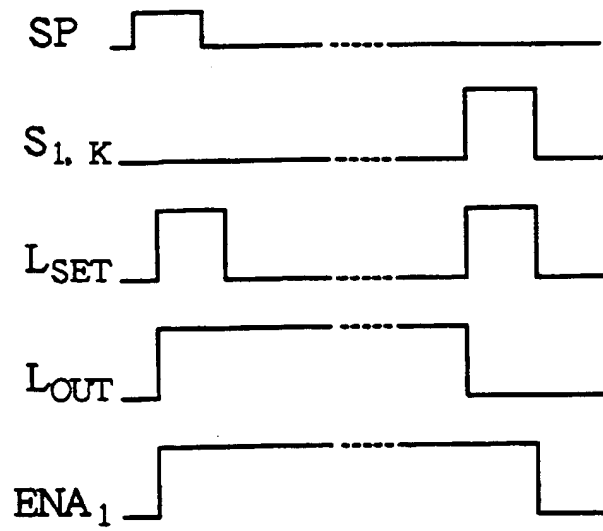 SP
S1, K
LSET
LOUT
ENA1